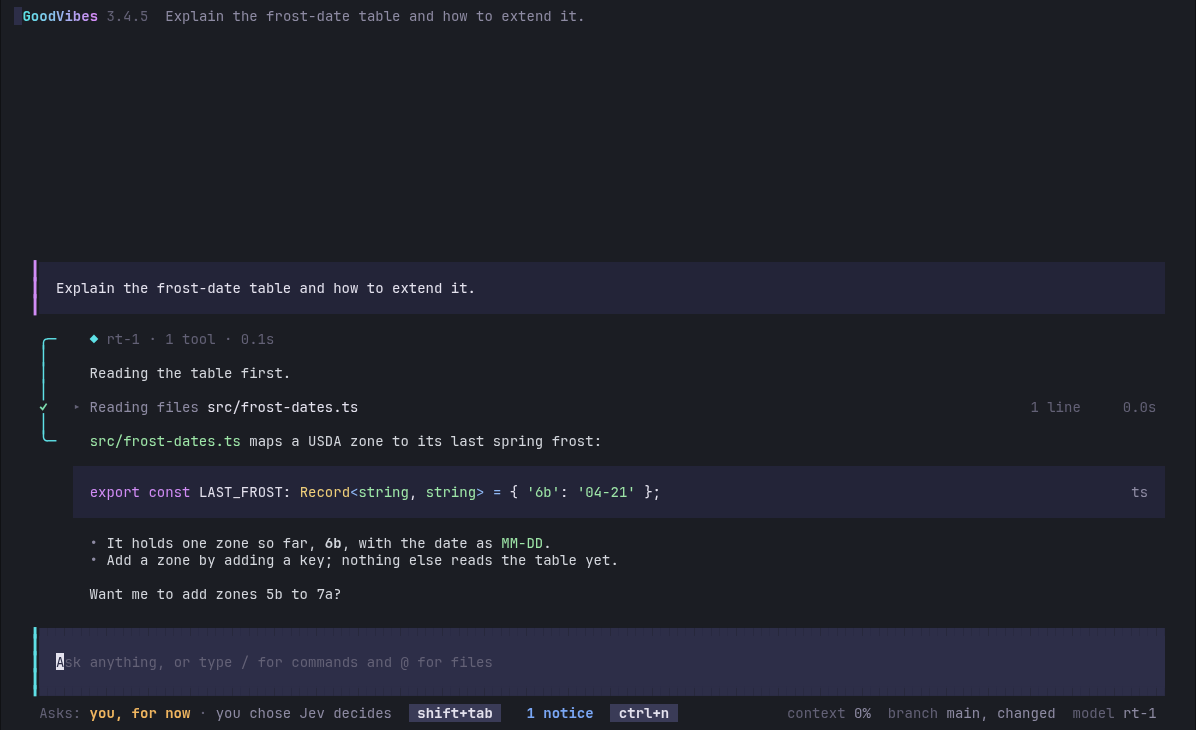 GoodVibes 3.4.5  Explain the frost-date table and how to extend it.
Explain the frost-date table and how to extend it.
◆ rt-1 · 1 tool · 0.1s
Reading the table first.
✓ ▸ Reading files src/frost-dates.ts 1 line 0.0s
src/frost-dates.ts maps a USDA zone to its last spring frost:
export const LAST_FROST: Record<string, string> = { '6b': '04-21' }; ts
• It holds one zone so far, 6b, with the date as MM-DD.
• Add a zone by adding a key; nothing else reads the table yet.
Want me to add zones 5b to 7a?
Ask anything, or type / for commands and @ for files
Asks: you, for now · you chose Jev decides shift+tab 1 notice ctrl+n context 0% branch main, changed model rt-1